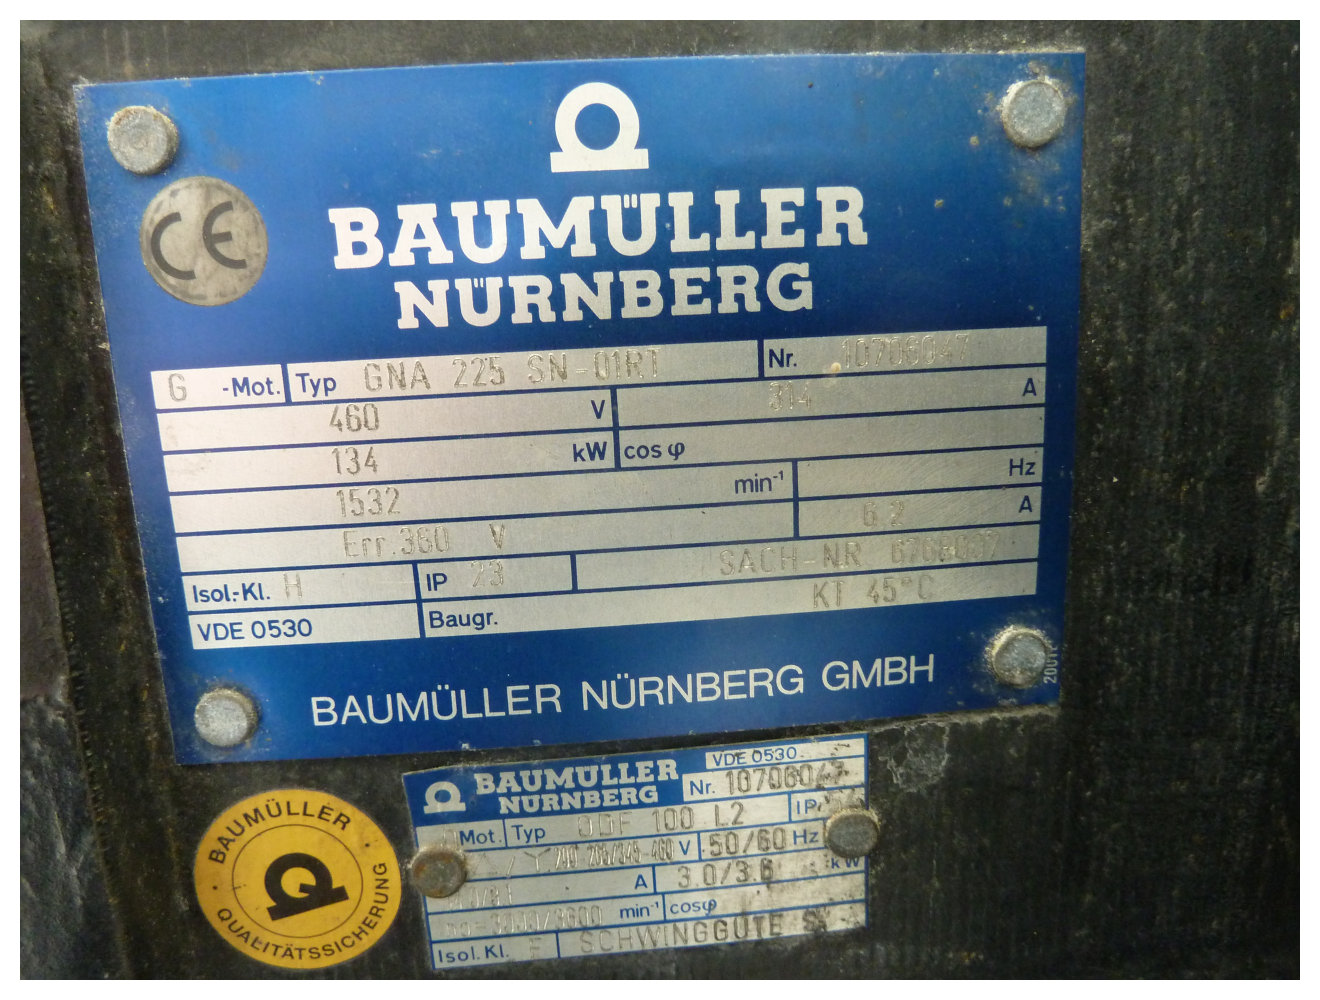 CE
BAUMÜLLER
NÜRNBERG
G -Mot. Typ GNA 225 SN-01RT Nr. 10706047
460 V 314 A
134 kW cos φ
1532 min-1 Hz
Err.360 V 6,2 A
Isol.-Kl. H IP 23 SACH-NR
VDE 0530 Baugr. KT 45°C
BAUMÜLLER NÜRNBERG GMBH
BAUMÜLLER
NÜRNBERG
VDE 0530
Nr. 10706047
Mot. Typ 100 L2 IP
V 50/60 Hz
A 3.0/3.6 kW
min-1 cosφ
Isol. Kl. F SCHWINGGÜTE
BAUMÜLLER
QUALITÄTSSICHERUNG